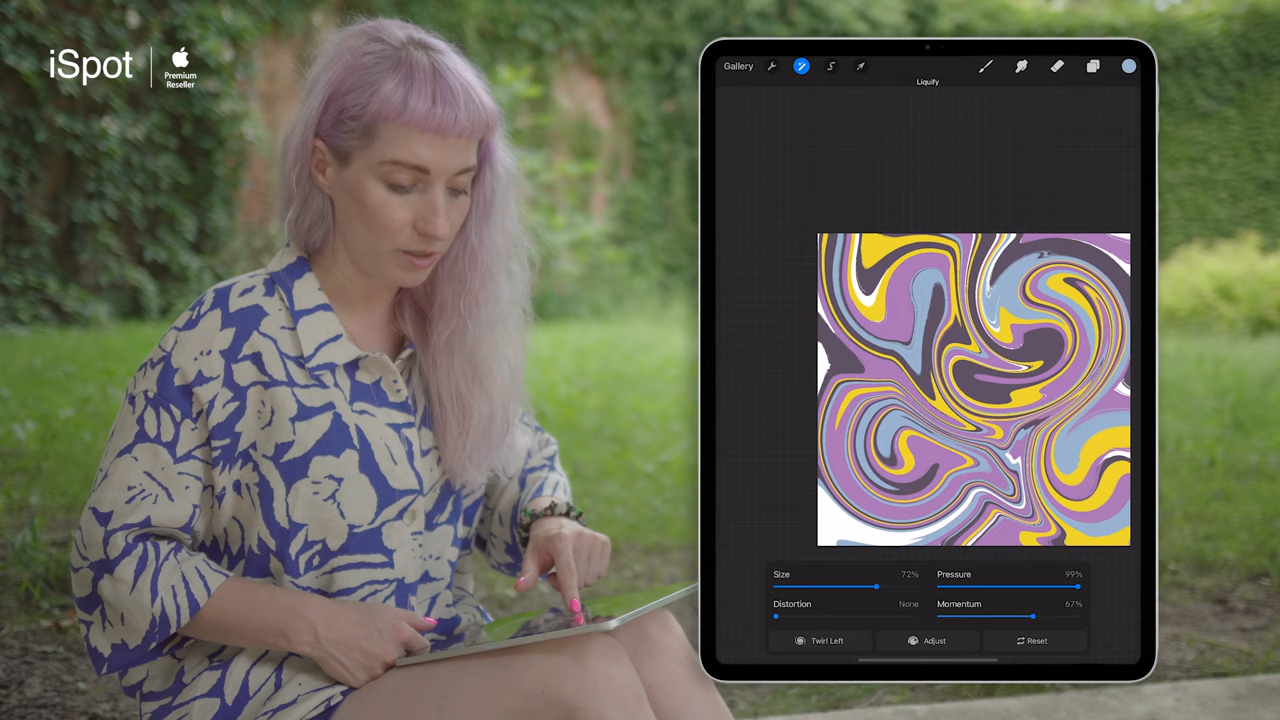 iSpot
Premium
Reseller
Gallery
Liquify
Size 72% Pressure 99%
Distortion None Momentum 67%
Twirl Left Adjust Reset